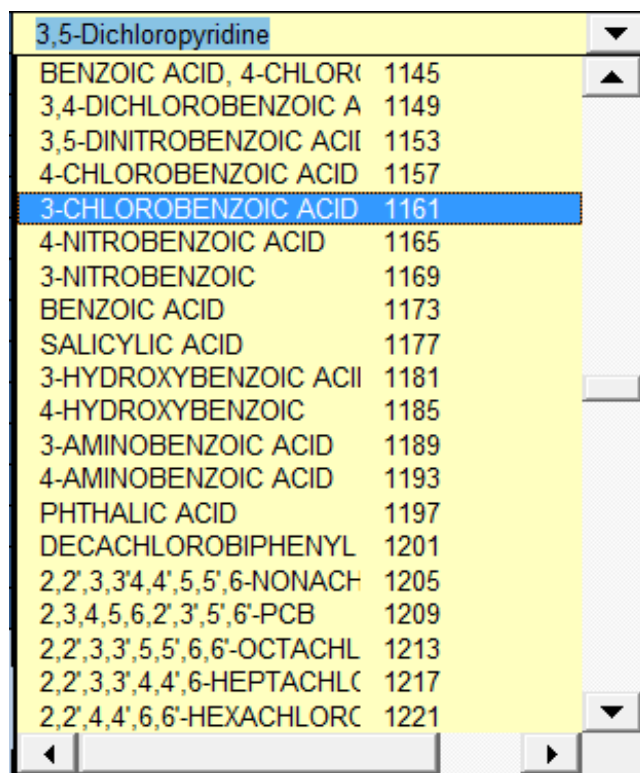 3,5-Dichloropyridine
BENZOIC ACID, 4-CHLOR( 1145
3,4-DICHLOROBENZOIC A 1149
3,5-DINITROBENZOIC ACI 1153
4-CHLOROBENZOIC ACID 1157
3-CHLOROBENZOIC ACID 1161
4-NITROBENZOIC ACID 1165
3-NITROBENZOIC 1169
BENZOIC ACID 1173
SALICYLIC ACID 1177
3-HYDROXYBENZOIC ACI 1181
4-HYDROXYBENZOIC 1185
3-AMINOBENZOIC ACID 1189
4-AMINOBENZOIC ACID 1193
PHTHALIC ACID 1197
DECACHLOROBIPHENYL 1201
2,2',3,3'4,4',5,5',6-NONACH 1205
2,3,4,5,6,2',3',5',6'-PCB 1209
2,2',3,3',5,5',6,6'-OCTACHL 1213
2,2',3,3',4,4',6-HEPTACHL( 1217
2,2',4,4',6,6'-HEXACHLOR( 1221